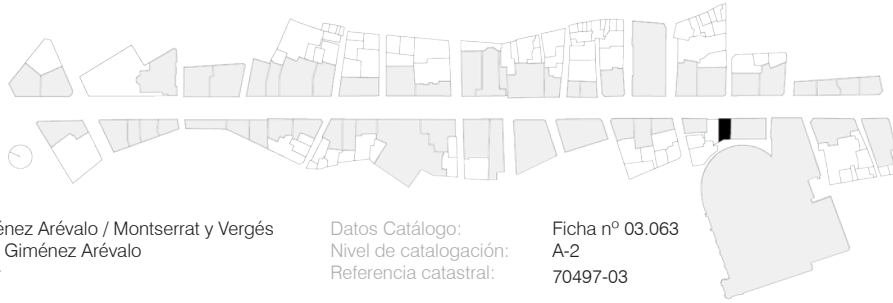 énez Arévalo / Montserrat y Vergés
Giménez Arévalo
Datos Catálogo:
Nivel de catalogación:
Referencia catastral:
Ficha nº 03.063
A-2
70497-03